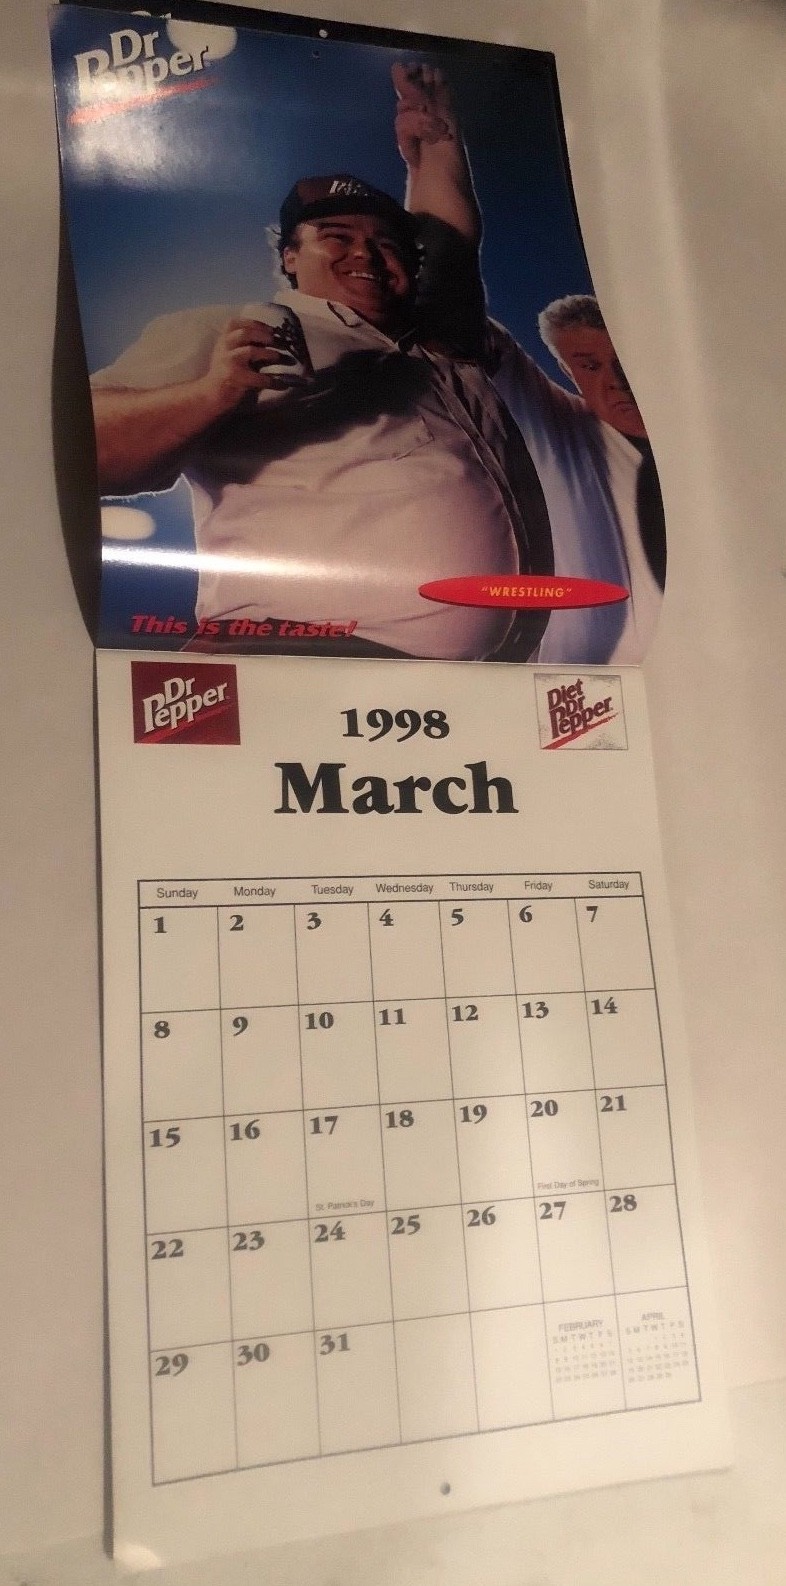 Dr
Pepper
"WRESTLING"
This is the taste!
Dr
Pepper
Diet
Dr
Pepper
1998
March
Sunday Monday Tuesday Wednesday Thursday Friday Saturday
1 2 3 4 5 6 7
8 9 10 11 12 13 14
15 16 17 18 19 20 21
St. Patrick's Day First Day of Spring
22 23 24 25 26 27 28
29 30 31
FEBRUARY APRIL
S M T W T F S S M T W T F S